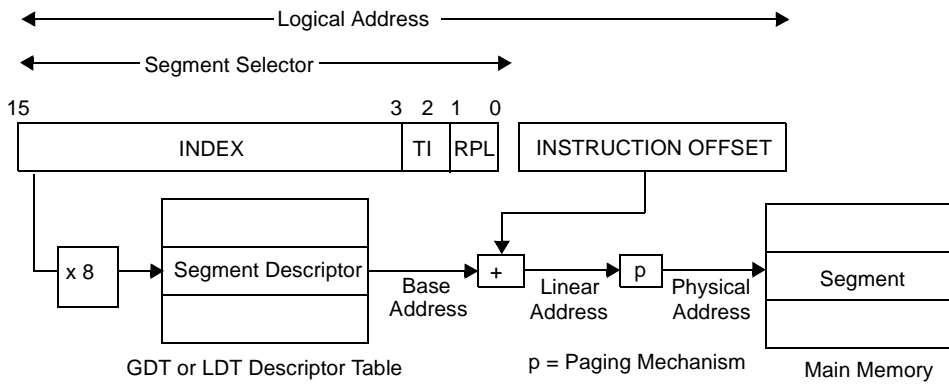 Logical Address
Segment Selector
15 3 2 1 0
INDEX TI RPL INSTRUCTION OFFSET
x 8 Segment Descriptor + p Segment
Base Address
Linear Address
Physical Address
GDT or LDT Descriptor Table
p = Paging Mechanism
Main Memory